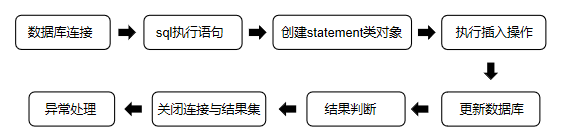 数据库连接
sql执行语句
创建statement类对象
执行插入操作
更新数据库
结果判断
关闭连接与结果集
异常处理